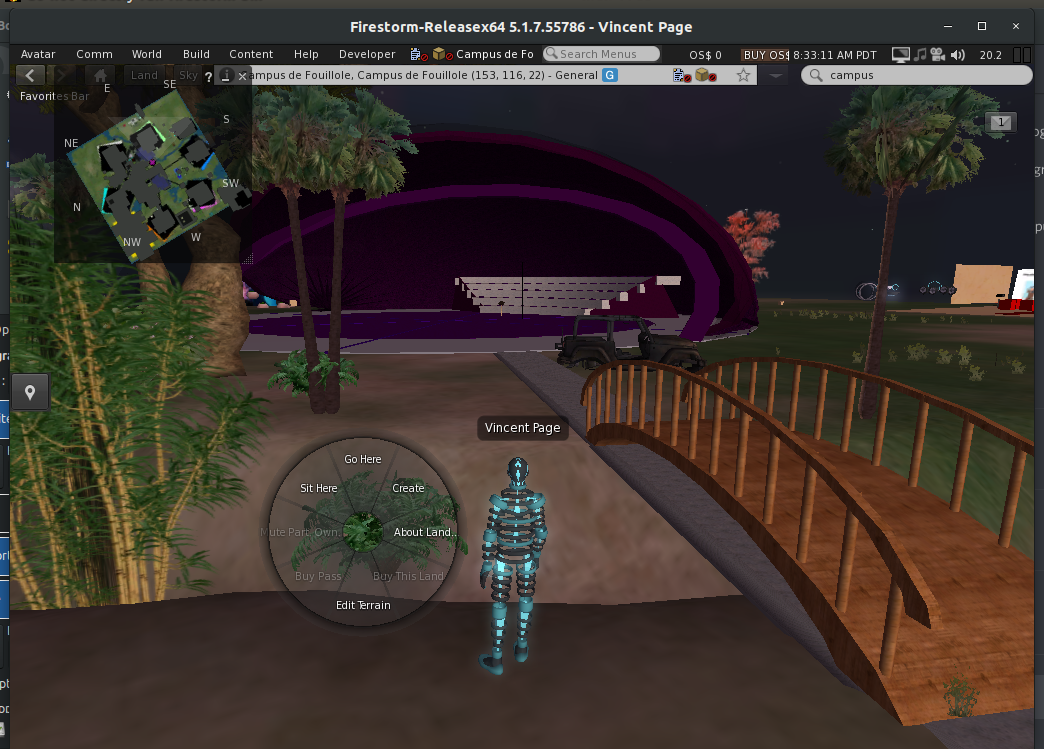 Firestorm-Releasex64 5.1.7.55786 - Vincent Page
Avatar Comm World Build Content Help Developer Campus de Fo Search Menus OS$ 0 BUY OS$ 8:33:11 AM PDT 20.2
Land Sky ? i × ampus de Fouillole, Campus de Fouillole (153, 116, 22) - General G campus
Favorites Bar
E SE
S
NE
SW
N
W
NW
1
Vincent Page
Go Here
Sit Here Create
Mute Part. Own... About Land...
Buy Pass Buy This Land
Edit Terrain